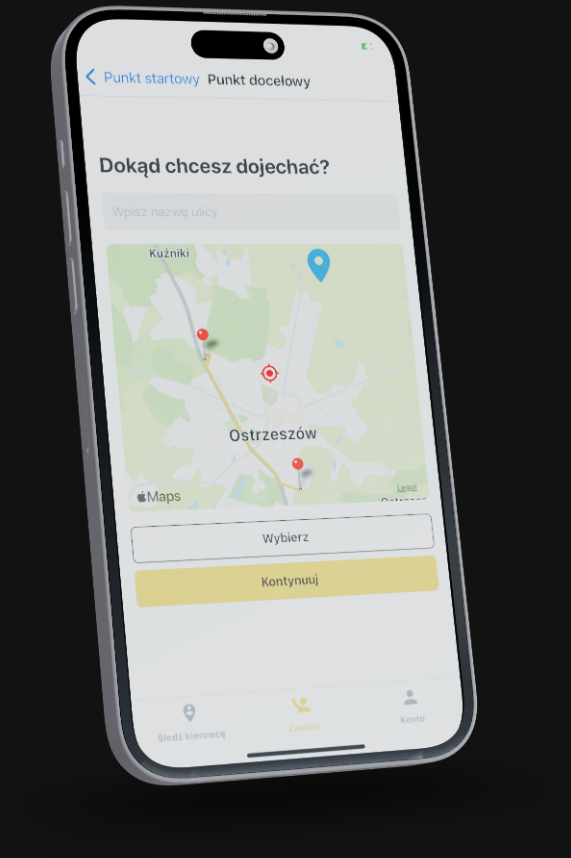 Punkt startowy Punkt docełowy
Dokąd chcesz dojechać?
Wpisz nazwę ulicy
Kuźniki
Ostrzeszów
Maps
Legal
Wybierz
Kontynuuj
Śledź kierowcę
Zamów
Konto